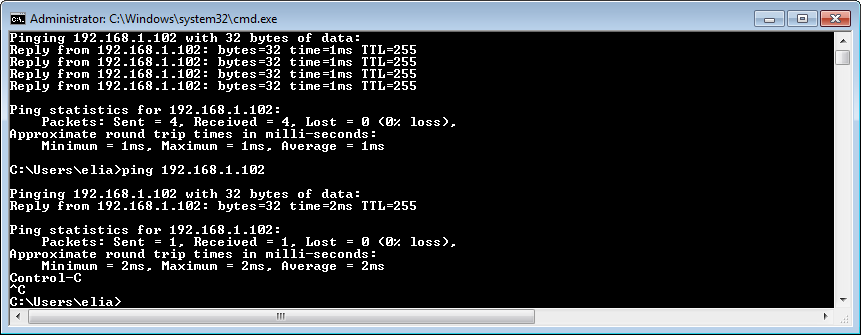 Administrator: C:\Windows\system32\cmd.exe
Pinging 192.168.1.102 with 32 bytes of data:
Reply from 192.168.1.102: bytes=32 time=1ms TTL=255
Reply from 192.168.1.102: bytes=32 time=1ms TTL=255
Reply from 192.168.1.102: bytes=32 time=1ms TTL=255
Reply from 192.168.1.102: bytes=32 time=1ms TTL=255
Ping statistics for 192.168.1.102:
    Packets: Sent = 4, Received = 4, Lost = 0 (0% loss),
Approximate round trip times in milli-seconds:
    Minimum = 1ms, Maximum = 1ms, Average = 1ms
C:\Users\elia>ping 192.168.1.102
Pinging 192.168.1.102 with 32 bytes of data:
Reply from 192.168.1.102: bytes=32 time=2ms TTL=255
Ping statistics for 192.168.1.102:
    Packets: Sent = 1, Received = 1, Lost = 0 (0% loss),
Approximate round trip times in milli-seconds:
    Minimum = 2ms, Maximum = 2ms, Average = 2ms
Control-C
^C
C:\Users\elia>